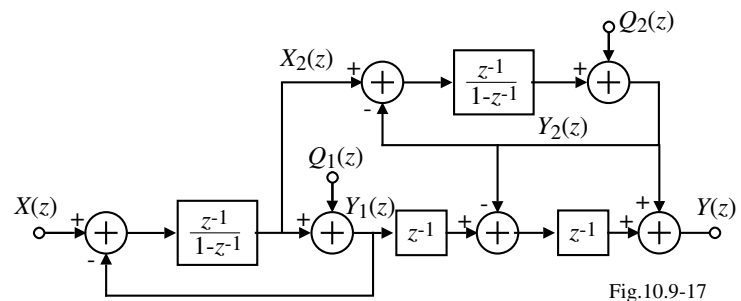 Q2(z)
X2(z)
+
+
z-1
+
+
1-z-1
-
Y2(z)
Q1(z)
X(z)
+
+
z-1
1-z-1
+
+
Y1(z)
z-1
+
-
+
z-1
+
+
+
Y(z)
-
Fig.10.9-17